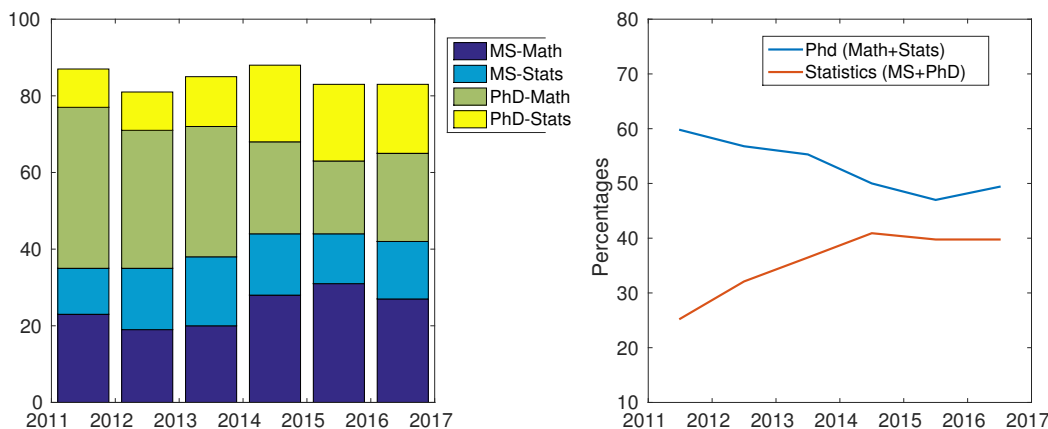 100
80
60
40
20
0
2011 2012 2013 2014 2015 2016 2017
MS-Math
MS-Stats
PhD-Math
PhD-Stats
80
70
60
50
40
30
20
10
Percentages
2011 2012 2013 2014 2015 2016 2017
Phd (Math+Stats)
Statistics (MS+PhD)